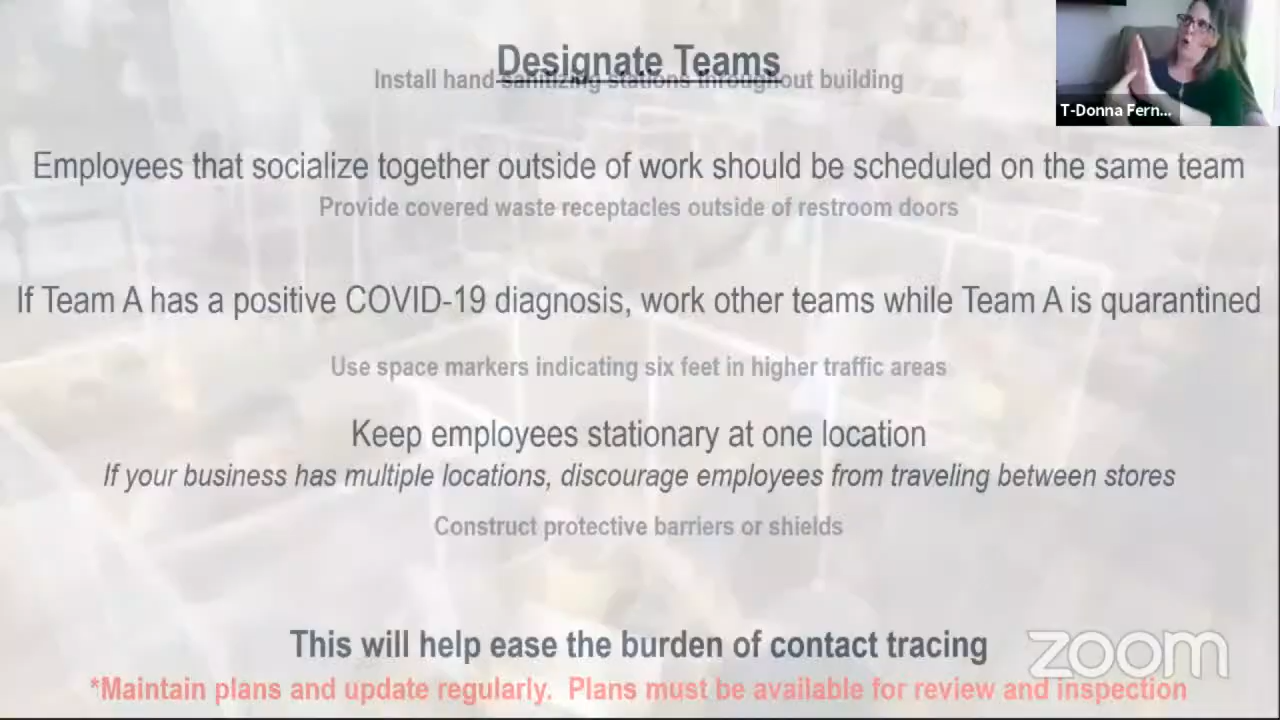 Designate Teams
Install hand sanitizing stations throughout building
T-Donna Fern...
Employees that socialize together outside of work should be scheduled on the same team
Provide covered waste receptacles outside of restroom doors
If Team A has a positive COVID-19 diagnosis, work other teams while Team A is quarantined
Use space markers indicating six feet in higher traffic areas
Keep employees stationary at one location
If your business has multiple locations, discourage employees from traveling between stores
Construct protective barriers or shields
This will help ease the burden of contact tracing
zoom
*Maintain plans and update regularly. Plans must be available for review and inspection